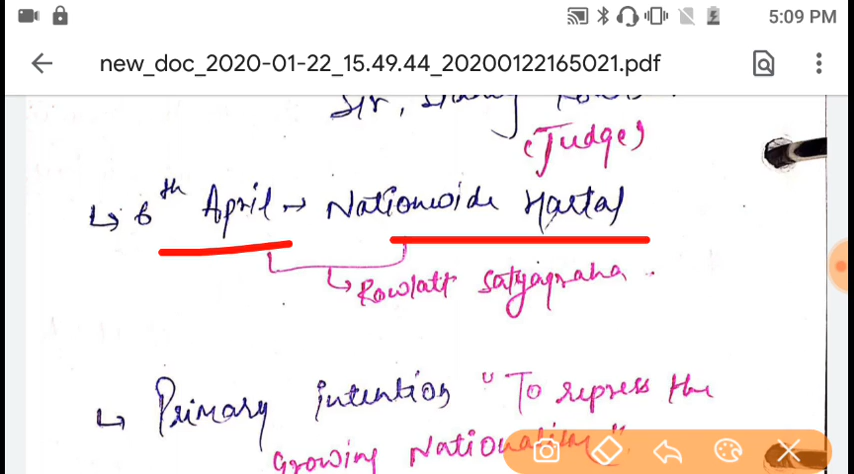 5:09 PM
new_doc_2020-01-22_15.49.44_20200122165021.pdf
Sir,
(Judge)
↳ 6th April → Nationwide Hartal
↳ Rowlatt Satyagraha.
↳ Primary intention "To repress the
Growing Nationalism".